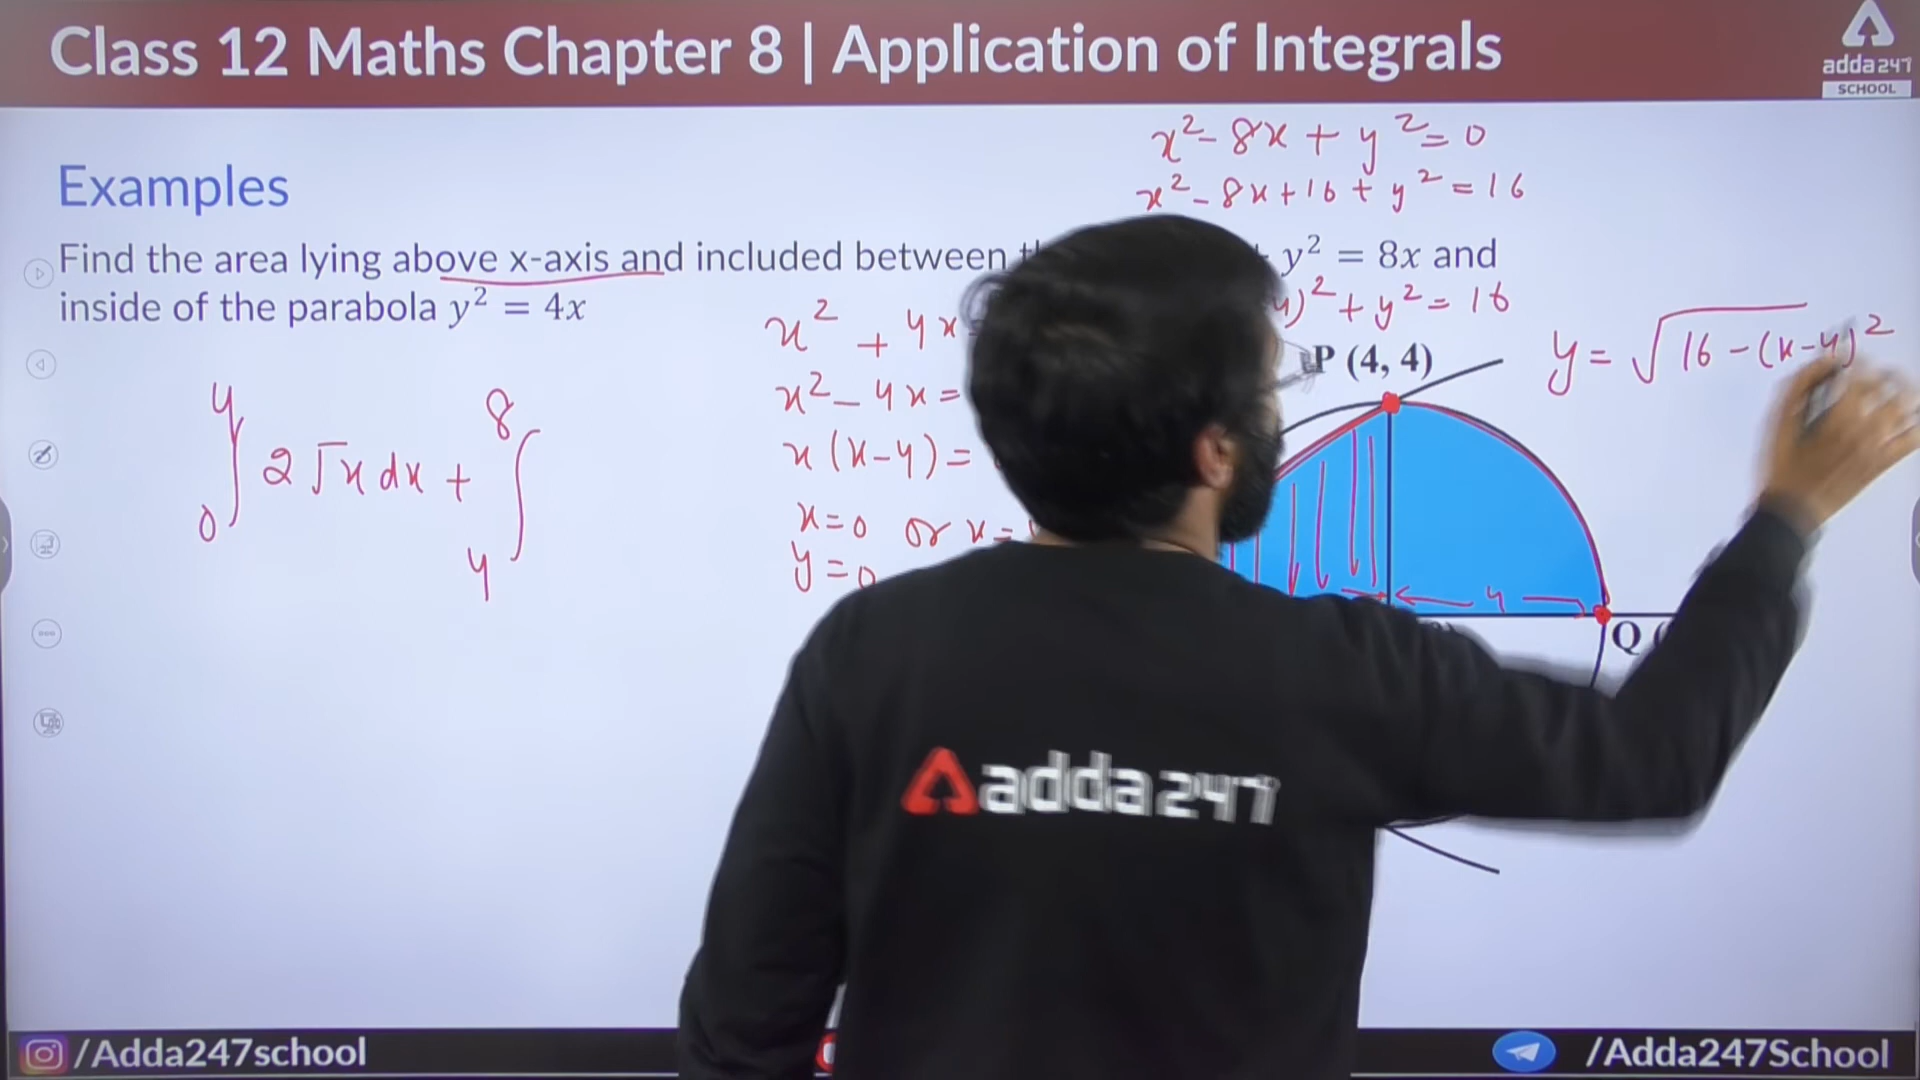 Class 12 Maths Chapter 8 | Application of Integrals
adda247
SCHOOL
x² - 8x + y² = 0
x² - 8x + 16 + y² = 16
Examples
Find the area lying above x-axis and included between y² = 8x and
inside of the parabola y² = 4x
)² + y² = 16
x² + 4x
x² - 4x =
x(x-4) =
x=0 or x=
y=0
P (4, 4)
y = √16 - (x-4)²
4
Q
4 ∫ 0 2√x dx + 8 ∫ 4
adda247
/Adda247school
/Adda247School